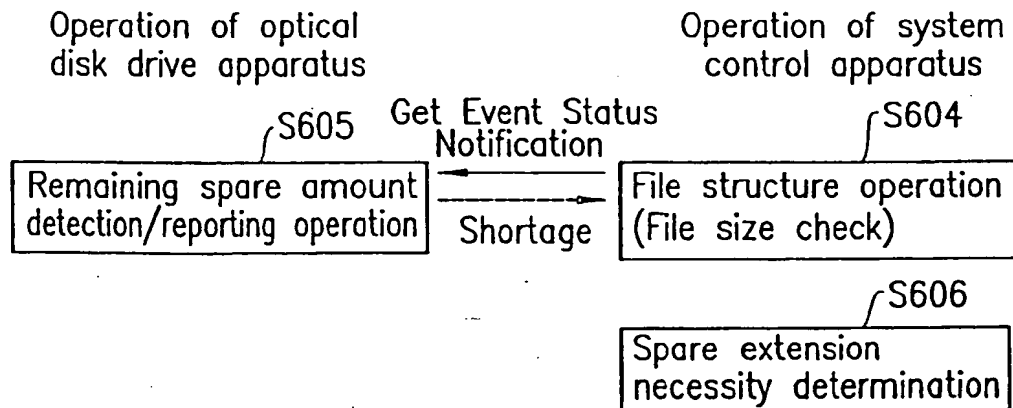 Operation of optical
disk drive apparatus
Operation of system
control apparatus
S605
Get Event Status
Notification
S604
Remaining spare amount
detection/reporting operation
Shortage
File structure operation
(File size check)
S606
Spare extension
necessity determination